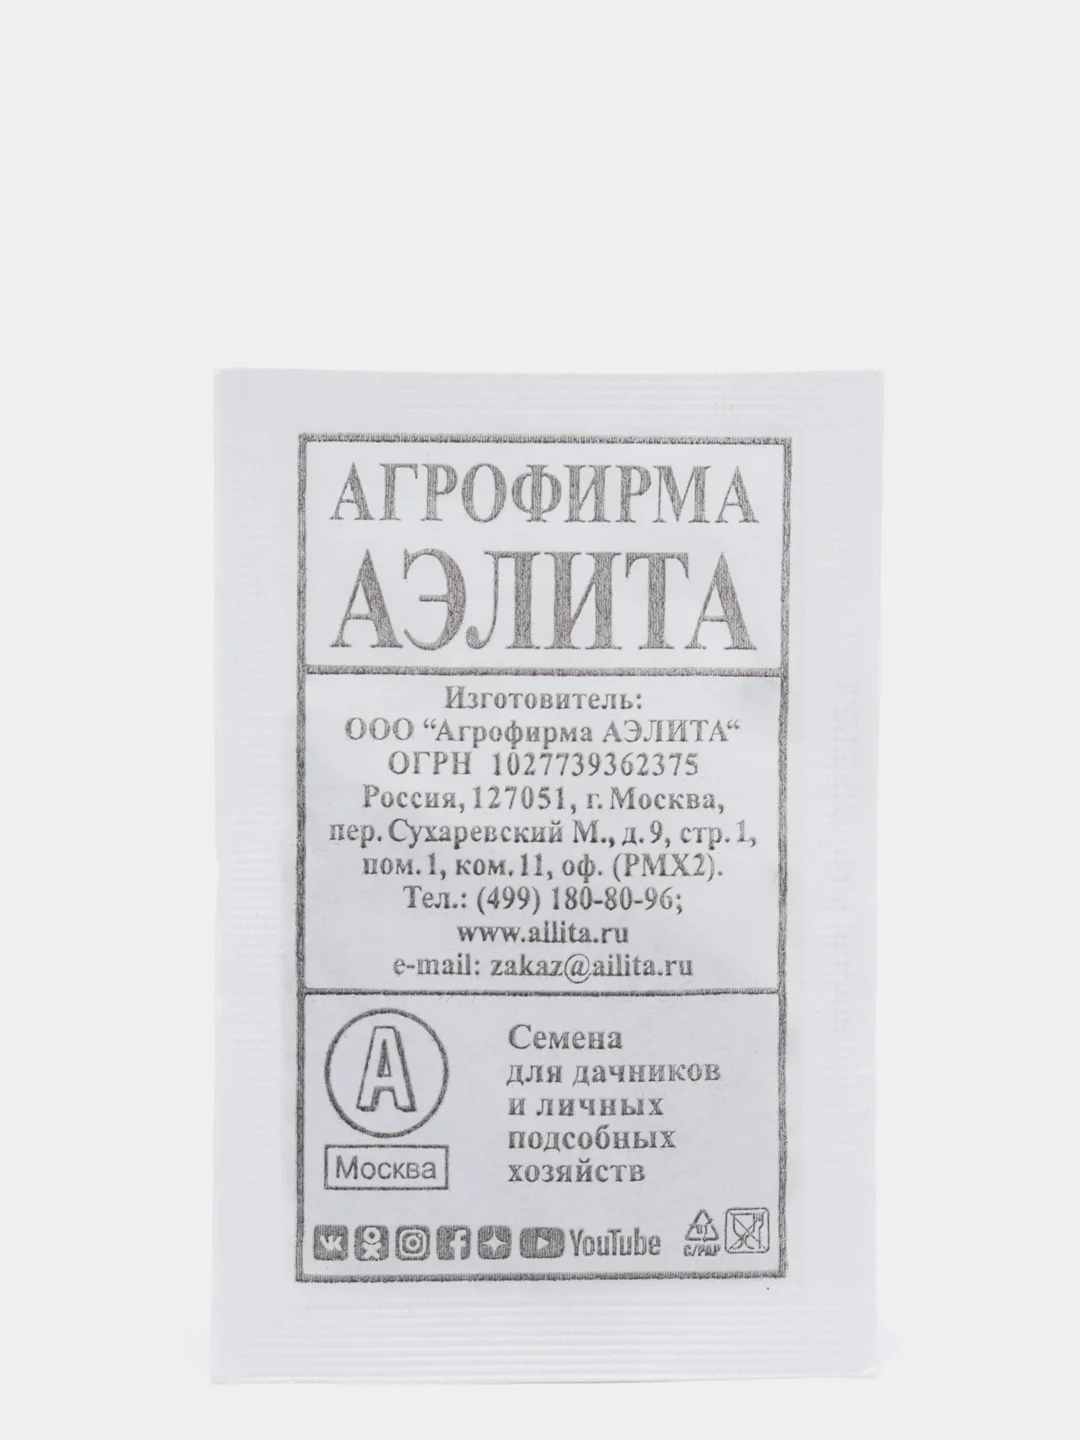 АГРОФИРМА
АЭЛИТА
Изготовитель:
ООО “Агрофирма АЭЛИТА“
ОГРН 1027739362375
Россия, 127051, г. Москва,
пер. Сухаревский М., д. 9, стр. 1,
пом. 1, ком. 11, оф. (РМХ2).
Тел.: (499) 180-80-96;
www.ailita.ru
e-mail: zakaz@ailita.ru
А
Москва
Семена
для дачников
и личных
подсобных
хозяйств
YouTube
C/PAP